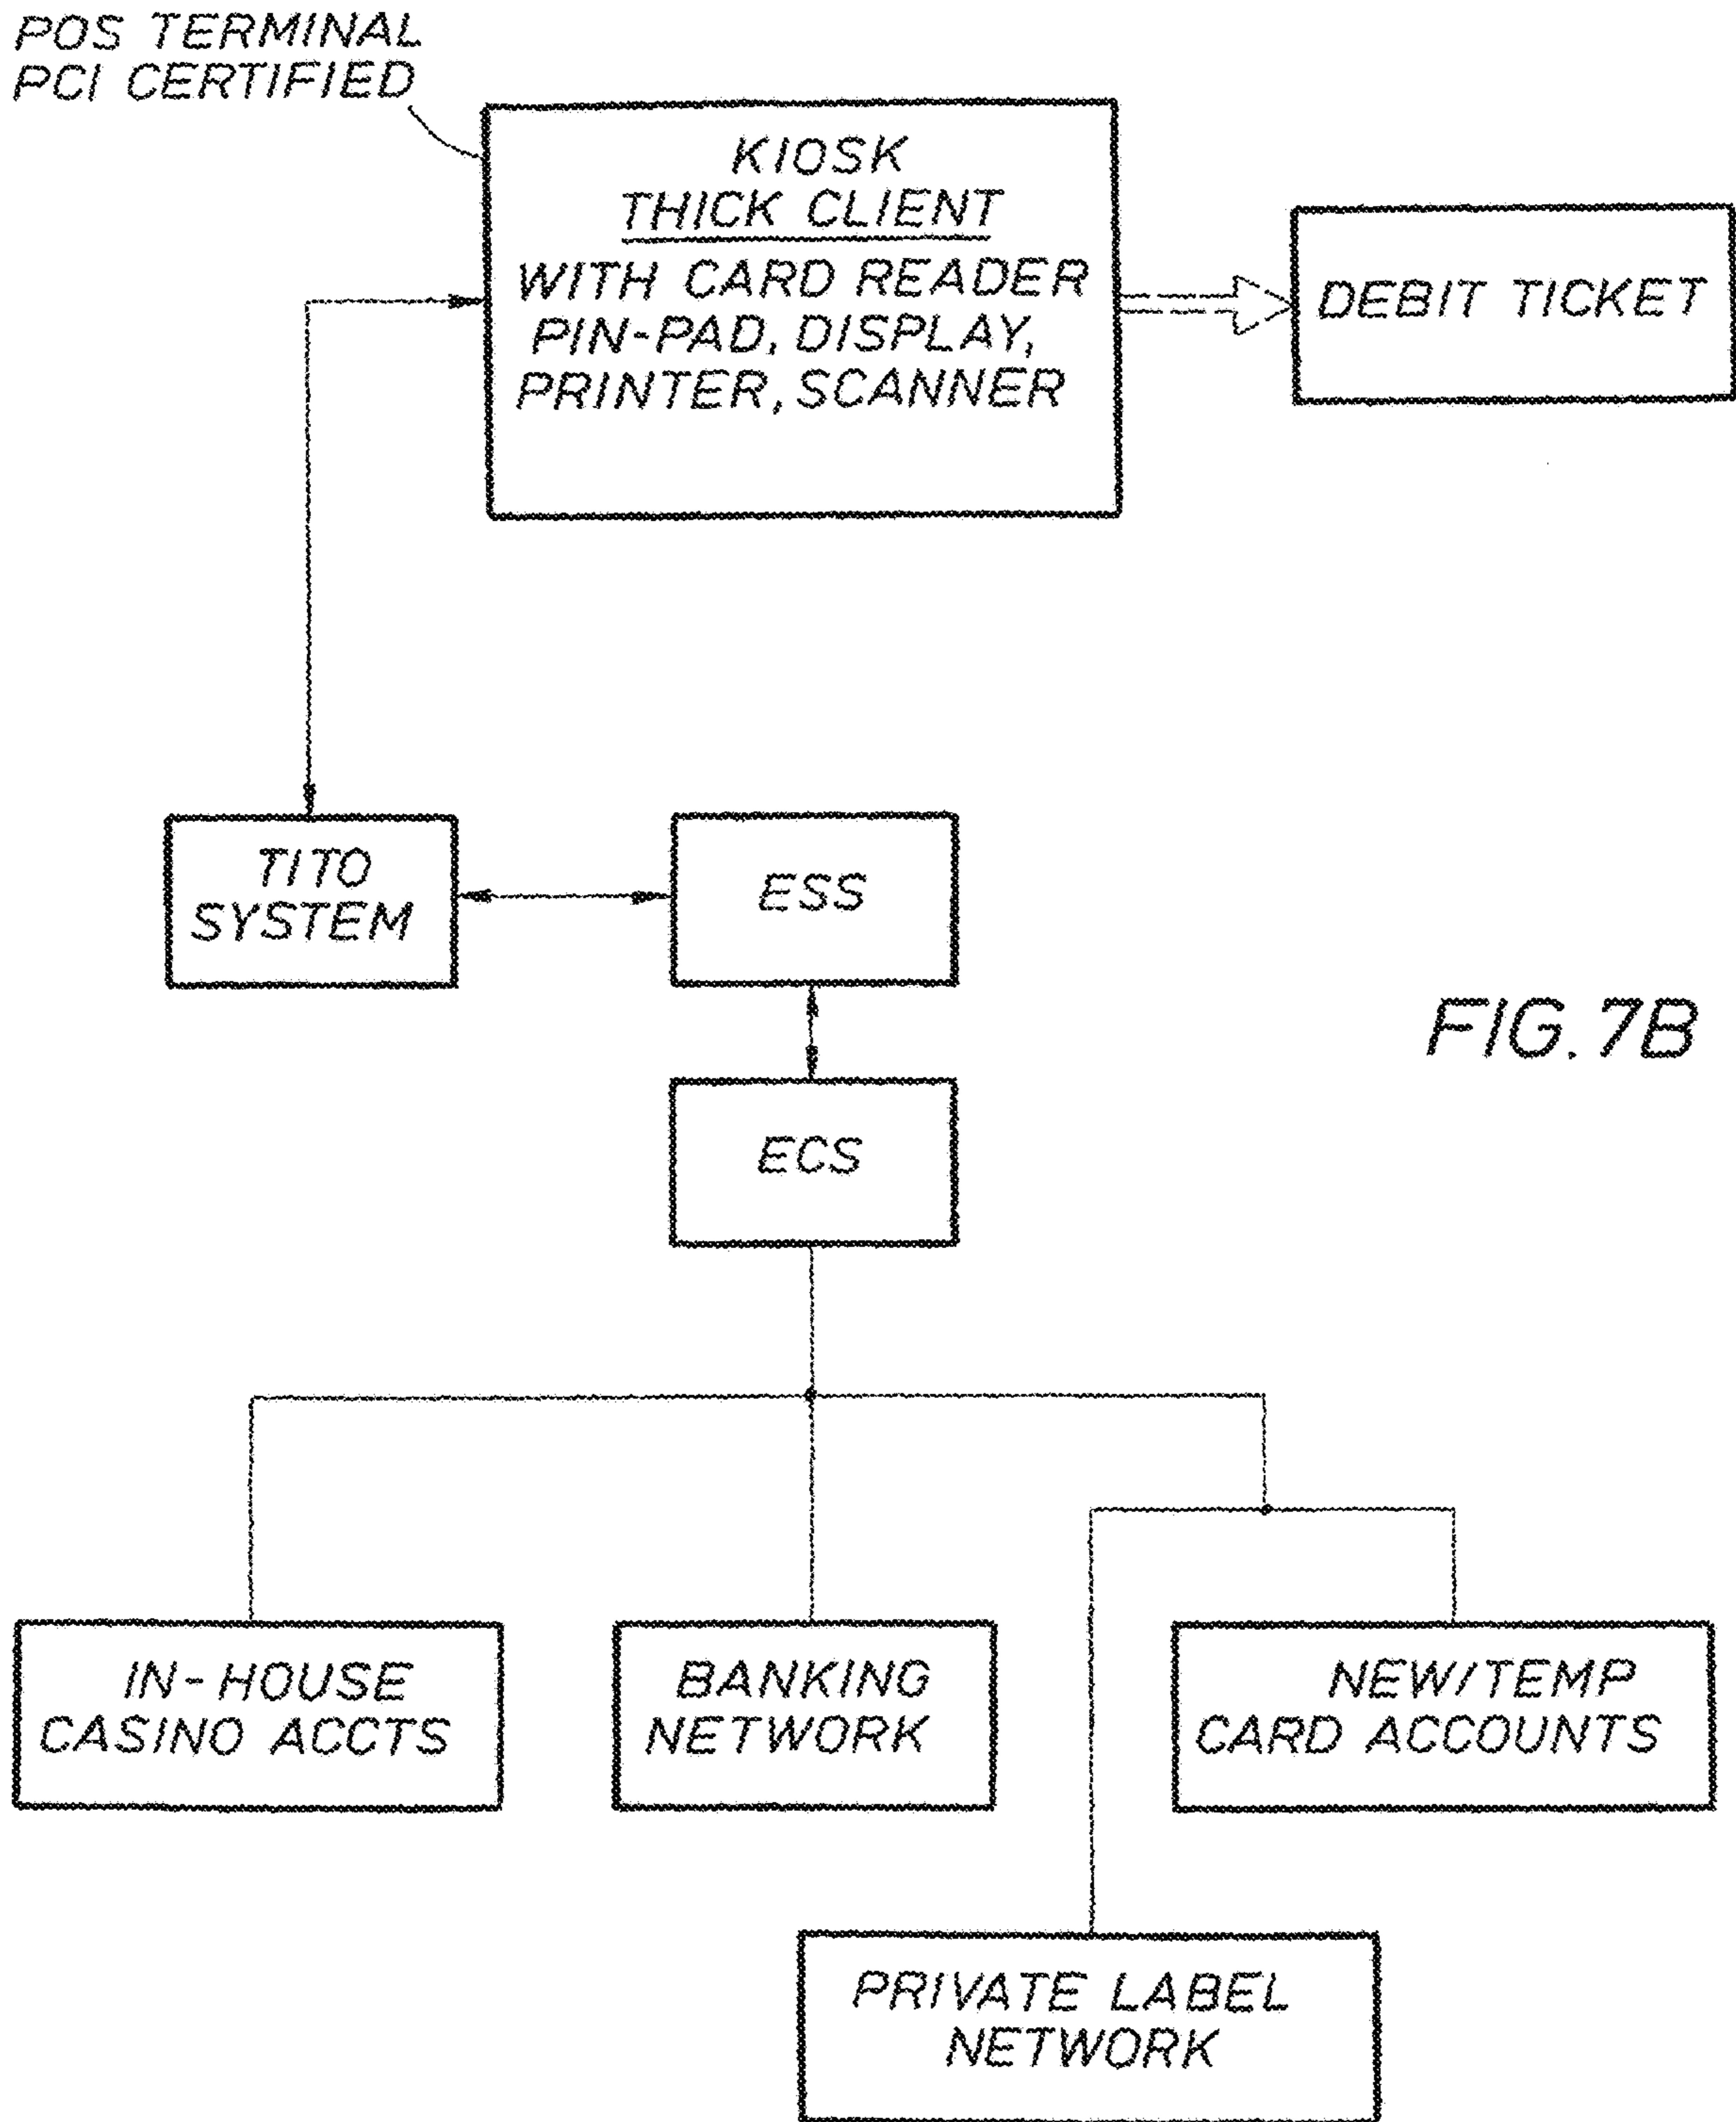 POS TERMINAL
PCI CERTIFIED
KIOSK
THICK CLIENT
WITH CARD READER
PIN-PAD, DISPLAY,
PRINTER, SCANNER
DEBIT TICKET
TITO
SYSTEM
ESS
FIG. 7B
ECS
IN-HOUSE
CASINO ACCTS
BANKING
NETWORK
NEW/TEMP
CARD ACCOUNTS
PRIVATE LABEL
NETWORK